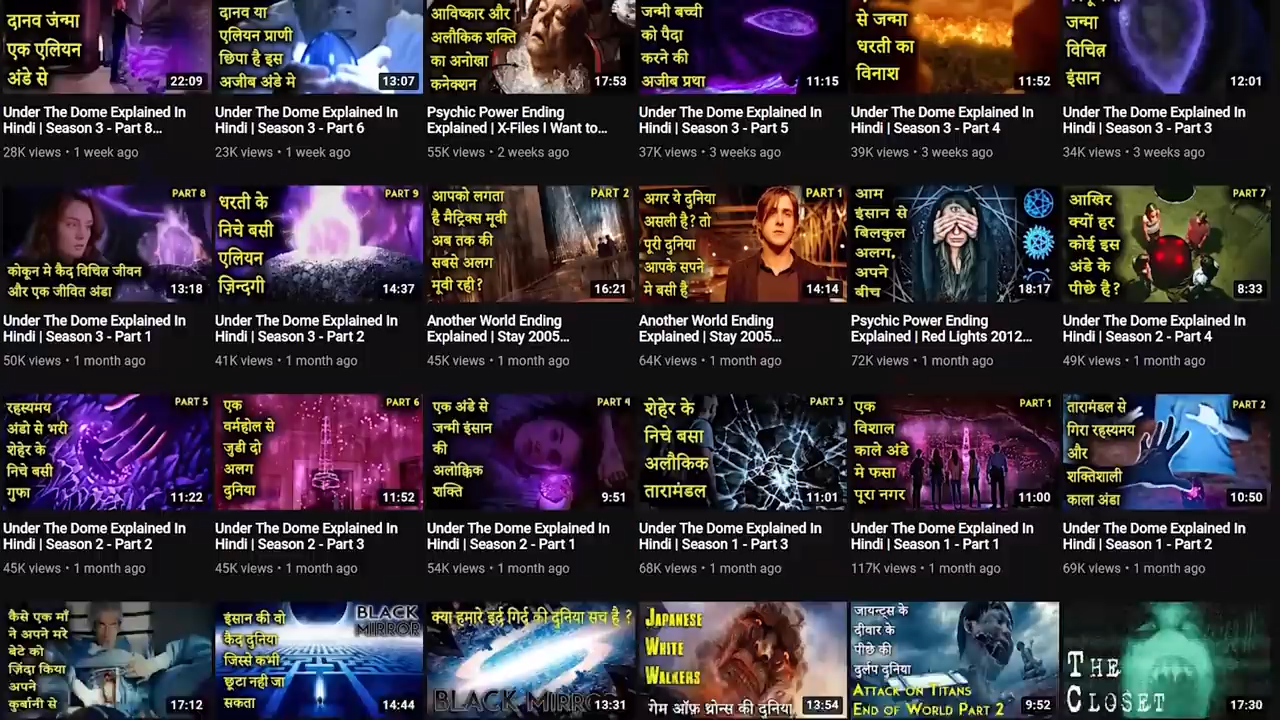 दानव जंन्मा
एक एलियन
अंडे से
22:09
Under The Dome Explained In
Hindi | Season 3 - Part 8...
28K views • 1 week ago
दानव या
एलियन प्राणी
छिपा है इस
अजीब अंडे मे
13:07
Under The Dome Explained In
Hindi | Season 3 - Part 6
23K views • 1 week ago
आविष्कार और
अलौकिक शक्ति
का अनोखा
कनेक्शन
17:53
Psychic Power Ending
Explained | X-Files I Want to...
55K views • 2 weeks ago
जन्मी बच्ची
को पैदा
करने की
अजीब प्रथा
11:15
Under The Dome Explained In
Hindi | Season 3 - Part 5
37K views • 3 weeks ago
से जन्मा
धरती का
विनाश
11:52
Under The Dome Explained In
Hindi | Season 3 - Part 4
39K views • 3 weeks ago
जन्मा
विचित्र
इंसान
12:01
Under The Dome Explained In
Hindi | Season 3 - Part 3
34K views • 3 weeks ago
PART 8
कोकून मे कैद विचित्र जीवन
और एक जीवित अंडा
13:18
Under The Dome Explained In
Hindi | Season 3 - Part 1
50K views • 1 month ago
PART 9
धरती के
निचे बसी
एलियन
ज़िन्दगी
14:37
Under The Dome Explained In
Hindi | Season 3 - Part 2
41K views • 1 month ago
PART 2
आपको लगता
है मैट्रिक्स मूवी
अब तक की
सबसे अलग
मूवी रही?
16:21
Another World Ending
Explained | Stay 2005...
45K views • 1 month ago
PART 1
अगर ये दुनिया
असली है? तो
पूरी दुनिया
आपके सपने
मे बसी है
14:14
Another World Ending
Explained | Stay 2005...
64K views • 1 month ago
आम
इंसान से
बिलकुल
अलग,
अपने
बीच
18:17
Psychic Power Ending
Explained | Red Lights 2012...
72K views • 1 month ago
PART 7
आखिर
क्यों हर
कोई इस
अंडे के
पीछे है?
8:33
Under The Dome Explained In
Hindi | Season 2 - Part 4
49K views • 1 month ago
PART 5
रहस्यमय
अंडो से भरी
शेहेर के
निचे बसी
गुफा
11:22
Under The Dome Explained In
Hindi | Season 2 - Part 2
45K views • 1 month ago
PART 6
एक
वर्महोल से
जुडी दो
अलग
दुनिया
11:52
Under The Dome Explained In
Hindi | Season 2 - Part 3
45K views • 1 month ago
PART 4
एक अंडे से
जन्मी इंसान
की
अलोक्किक
शक्ति
9:51
Under The Dome Explained In
Hindi | Season 2 - Part 1
54K views • 1 month ago
PART 3
शेहेर के
निचे बसा
अलौकिक
तारामंडल
11:01
Under The Dome Explained In
Hindi | Season 1 - Part 3
68K views • 1 month ago
PART 1
एक
विशाल
काले अंडे
मे फसा
पूरा नगर
11:00
Under The Dome Explained In
Hindi | Season 1 - Part 1
117K views • 1 month ago
PART 2
तारामंडल से
गिरा रहस्यमय
और
शक्तिशाली
काला अंडा
10:50
Under The Dome Explained In
Hindi | Season 1 - Part 2
69K views • 1 month ago
कैसे एक माँ
ने अपने मरे
बेटे को
ज़िंदा किया
अपने
कुर्बानी से
17:12
BLACK
MIRROR
इंसान की वो
कैद दुनिया
जिस्से कभी
छूटा नही जा
सकता
14:44
क्या हमारे इर्द गिर्द की दुनिया सच है ?
BLACK MIRRO
13:31
JAPANESE
WHITE
WALKERS
गेम ऑफ़ थ्रोन्स की दुनिया
13:54
जायन्ट्स के
दीवार के
पीछे की
दुर्लप दुनिया
ATTACK ON TITANS
END OF WORLD PART 2
9:52
THE
CLOSET
17:30